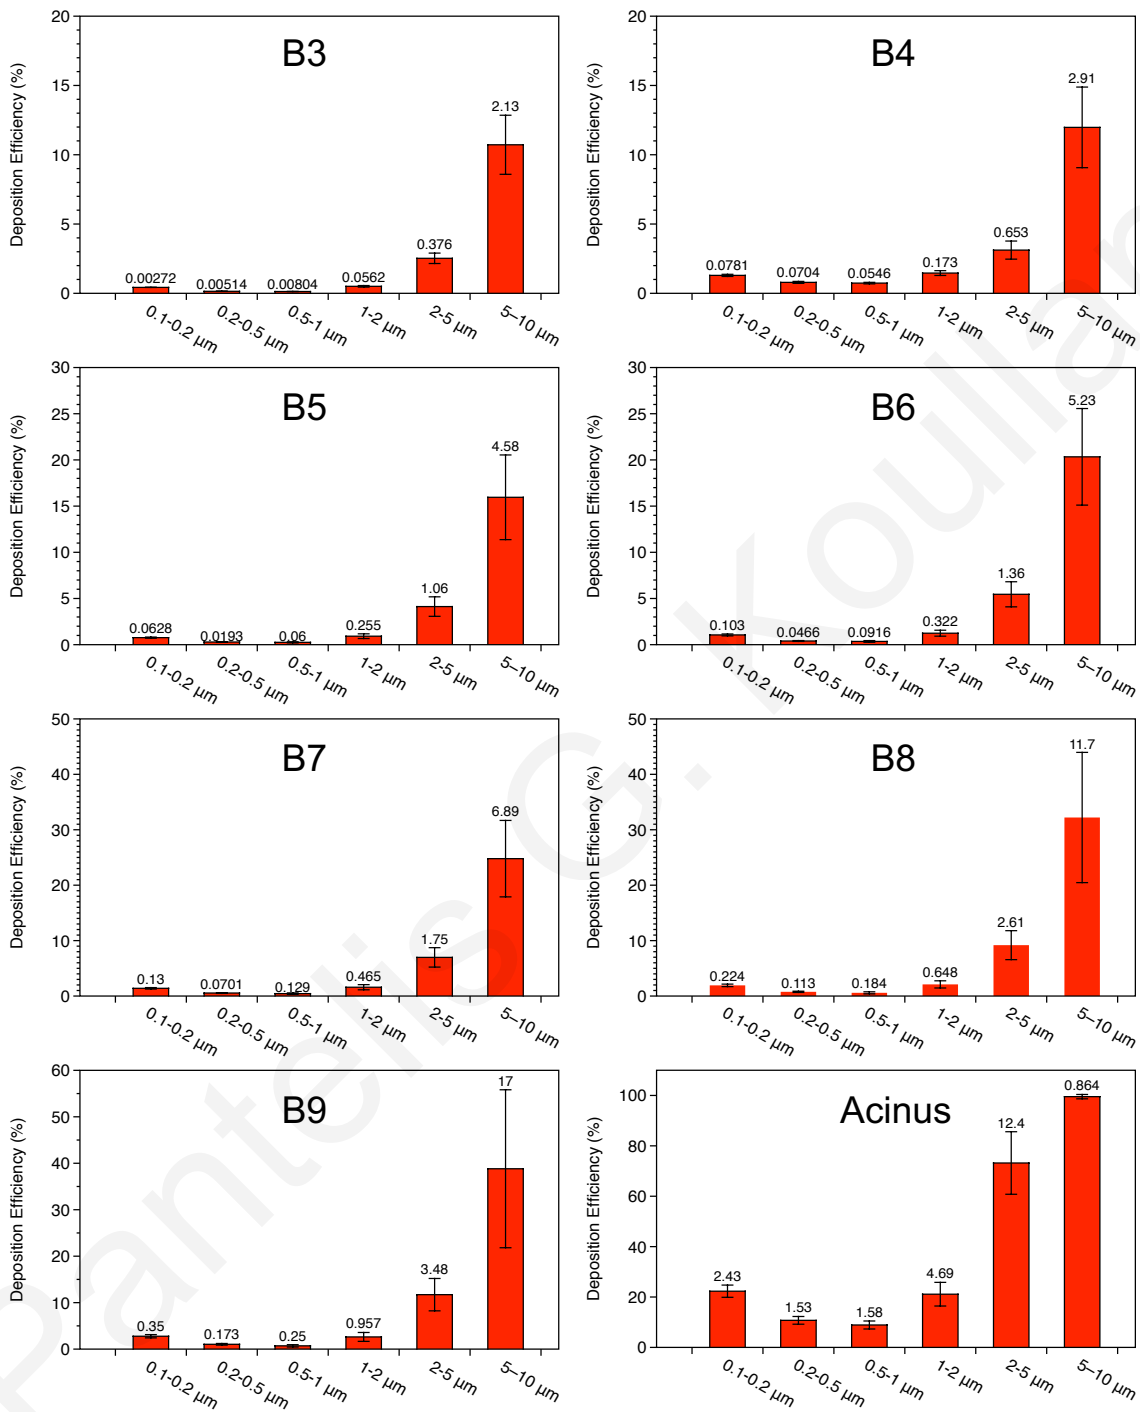 B3
Deposition Efficiency (%)
20
15
10
5
0
0.00272
0.00514
0.00804
0.0562
0.376
2.13
0.1-0.2 µm
0.2-0.5 µm
0.5-1 µm
1-2 µm
2-5 µm
5–10 µm
B4
Deposition Efficiency (%)
20
15
10
5
0
0.0781
0.0704
0.0546
0.173
0.653
2.91
0.1-0.2 µm
0.2-0.5 µm
0.5-1 µm
1-2 µm
2-5 µm
5–10 µm
B5
Deposition Efficiency (%)
30
25
20
15
10
5
0
0.0628
0.0193
0.06
0.255
1.06
4.58
0.1-0.2 µm
0.2-0.5 µm
0.5-1 µm
1-2 µm
2-5 µm
5–10 µm
B6
Deposition Efficiency (%)
30
25
20
15
10
5
0
0.103
0.0466
0.0916
0.322
1.36
5.23
0.1-0.2 µm
0.2-0.5 µm
0.5-1 µm
1-2 µm
2-5 µm
5–10 µm
B7
Deposition Efficiency (%)
50
40
30
20
10
0
0.13
0.0701
0.129
0.465
1.75
6.89
0.1-0.2 µm
0.2-0.5 µm
0.5-1 µm
1-2 µm
2-5 µm
5–10 µm
B8
Deposition Efficiency (%)
50
40
30
20
10
0
0.224
0.113
0.184
0.648
2.61
11.7
0.1-0.2 µm
0.2-0.5 µm
0.5-1 µm
1-2 µm
2-5 µm
5–10 µm
B9
Deposition Efficiency (%)
60
50
40
30
20
10
0
0.35
0.173
0.25
0.957
3.48
17
0.1-0.2 µm
0.2-0.5 µm
0.5-1 µm
1-2 µm
2-5 µm
5–10 µm
Acinus
Deposition Efficiency (%)
100
80
60
40
20
0
2.43
1.53
1.58
4.69
12.4
0.864
0.1-0.2 µm
0.2-0.5 µm
0.5-1 µm
1-2 µm
2-5 µm
5–10 µm
Pantelis G.